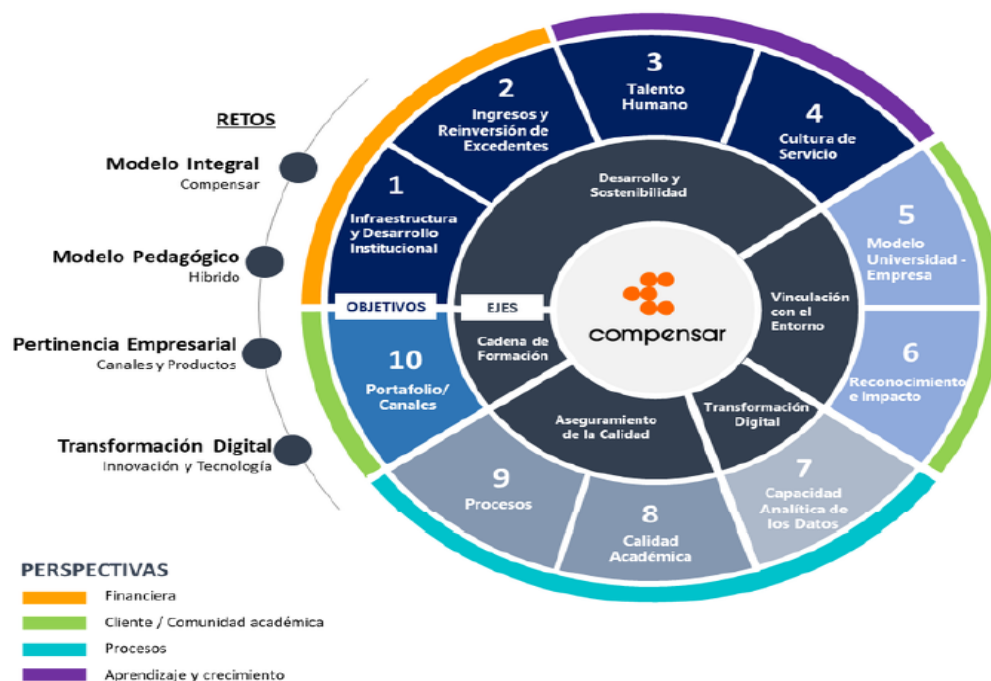 RETOS
Modelo Integral
Compensar
Modelo Pedagógico
Híbrido
Pertinencia Empresarial
Canales y Productos
Transformación Digital
Innovación y Tecnología
1
Infraestructura
y Desarrollo
Institucional
2
Ingresos y
Reinversión de
Excedentes
3
Talento
Humano
4
Cultura de
Servicio
5
Modelo
Universidad -
Empresa
6
Reconocimiento
e Impacto
7
Capacidad
Analítica de
los Datos
8
Calidad
Académica
9
Procesos
10
Portafolio/
Canales
OBJETIVOS
EJES
Desarrollo y
Sostenibilidad
Vinculación
con el
Entorno
Transformación
Digital
Aseguramiento
de la Calidad
Cadena de
Formación
compensar
PERSPECTIVAS
Financiera
Cliente / Comunidad académica
Procesos
Aprendizaje y crecimiento